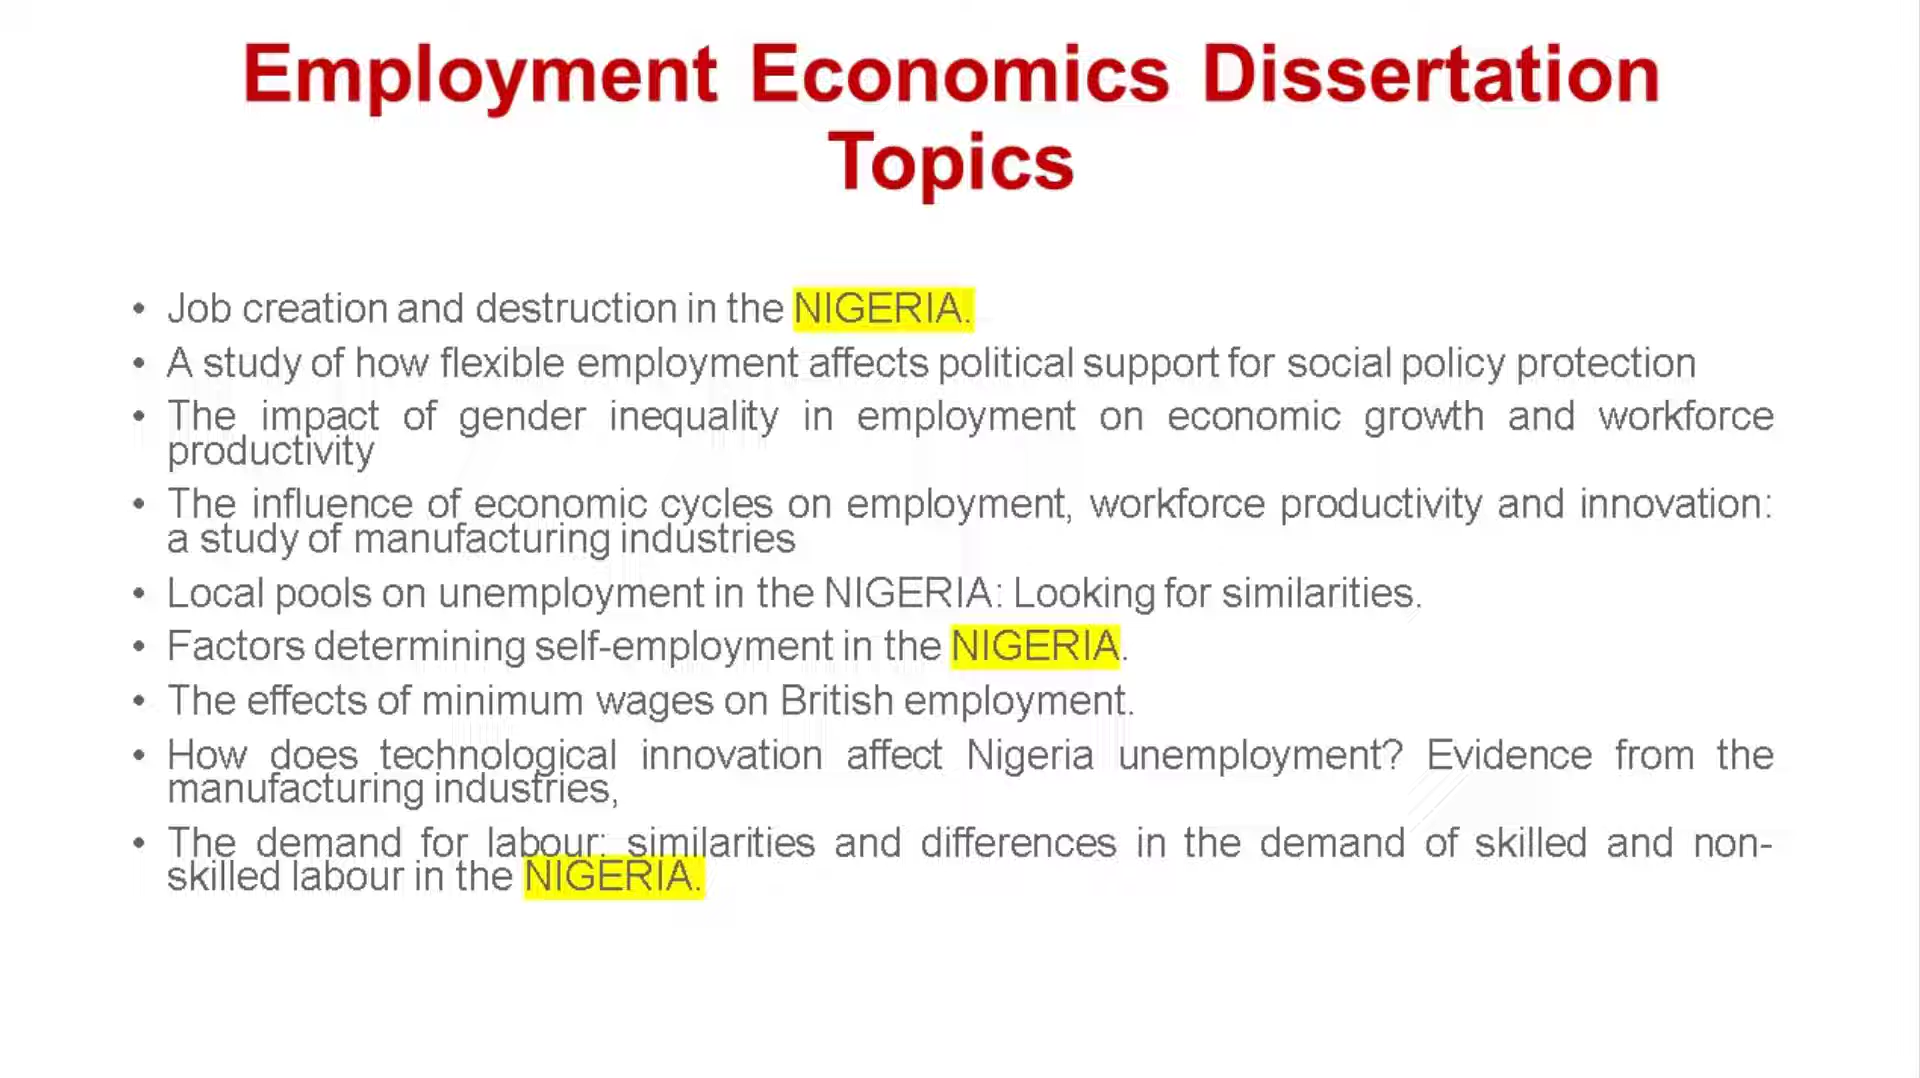 Employment Economics Dissertation
Topics
• Job creation and destruction in the NIGERIA.
• A study of how flexible employment affects political support for social policy protection
• The impact of gender inequality in employment on economic growth and workforce
productivity
• The influence of economic cycles on employment, workforce productivity and innovation:
a study of manufacturing industries
• Local pools on unemployment in the NIGERIA: Looking for similarities.
• Factors determining self-employment in the NIGERIA.
• The effects of minimum wages on British employment.
• How does technological innovation affect Nigeria unemployment? Evidence from the
manufacturing industries,
• The demand for labour: similarities and differences in the demand of skilled and non-
skilled labour in the NIGERIA.